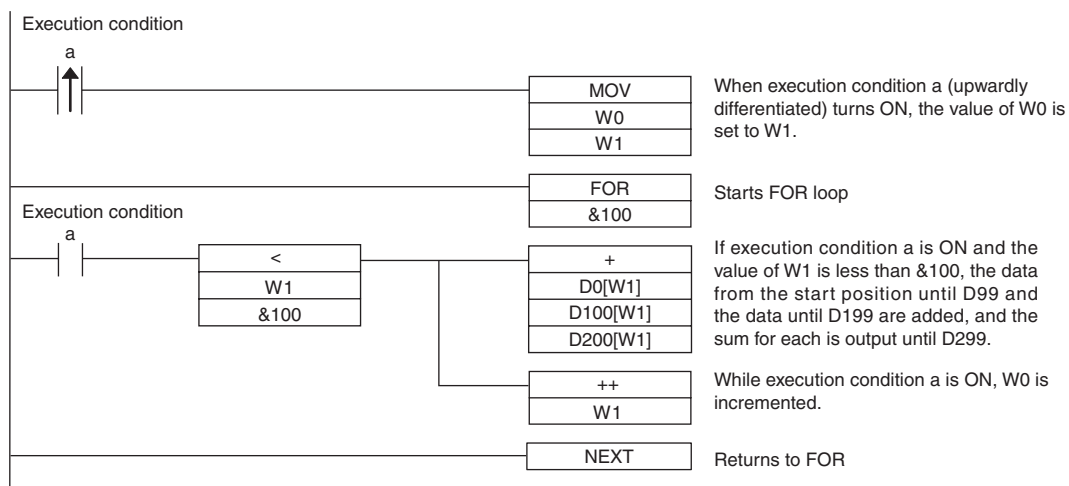 Execution condition
a
MOV
W0
W1
When execution condition a (upwardly
differentiated) turns ON, the value of W0 is
set to W1.
FOR
&100
Starts FOR loop
Execution condition
a
<
W1
&100
+
D0[W1]
D100[W1]
D200[W1]
If execution condition a is ON and the
value of W1 is less than &100, the data
from the start position until D99 and
the data until D199 are added, and the
sum for each is output until D299.
++
W1
While execution condition a is ON, W0 is
incremented.
NEXT
Returns to FOR